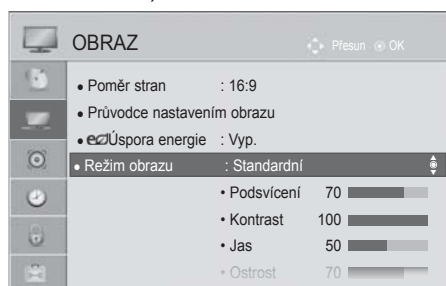 OBRAZ
Přesun OK
• Poměr stran : 16:9
• Průvodce nastavením obrazu
• eco Úspora energie : Vyp.
• Režim obrazu : Standardní
• Podsvícení 70
• Kontrast 100
• Jas 50
• Ostrost 70